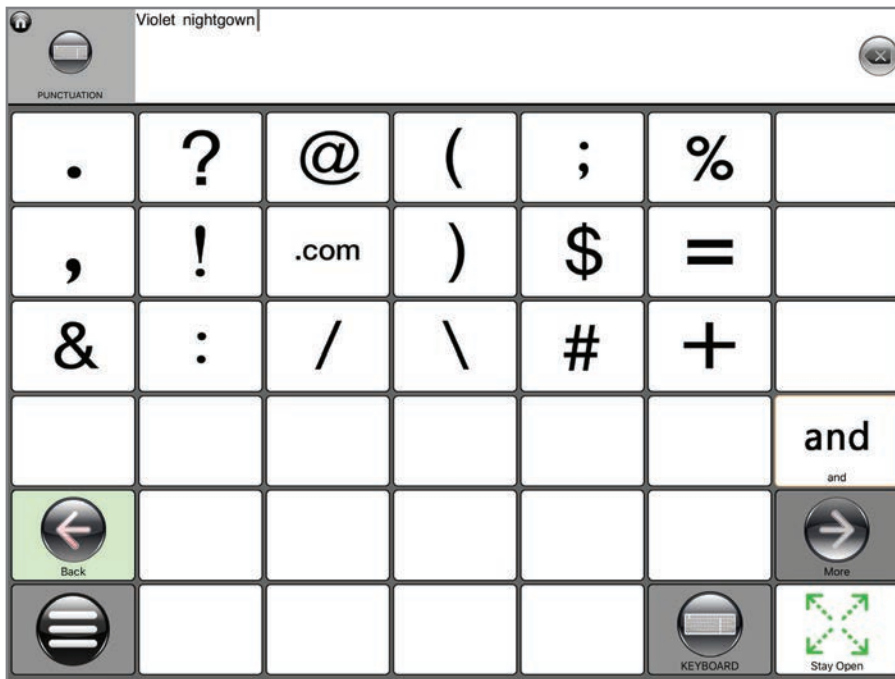 Violet nightgown
PUNCTUATION
. ? @ ( ; %
, ! .com ) $ =
& : / \ # +
and
and
Back
More
KEYBOARD
Stay Open